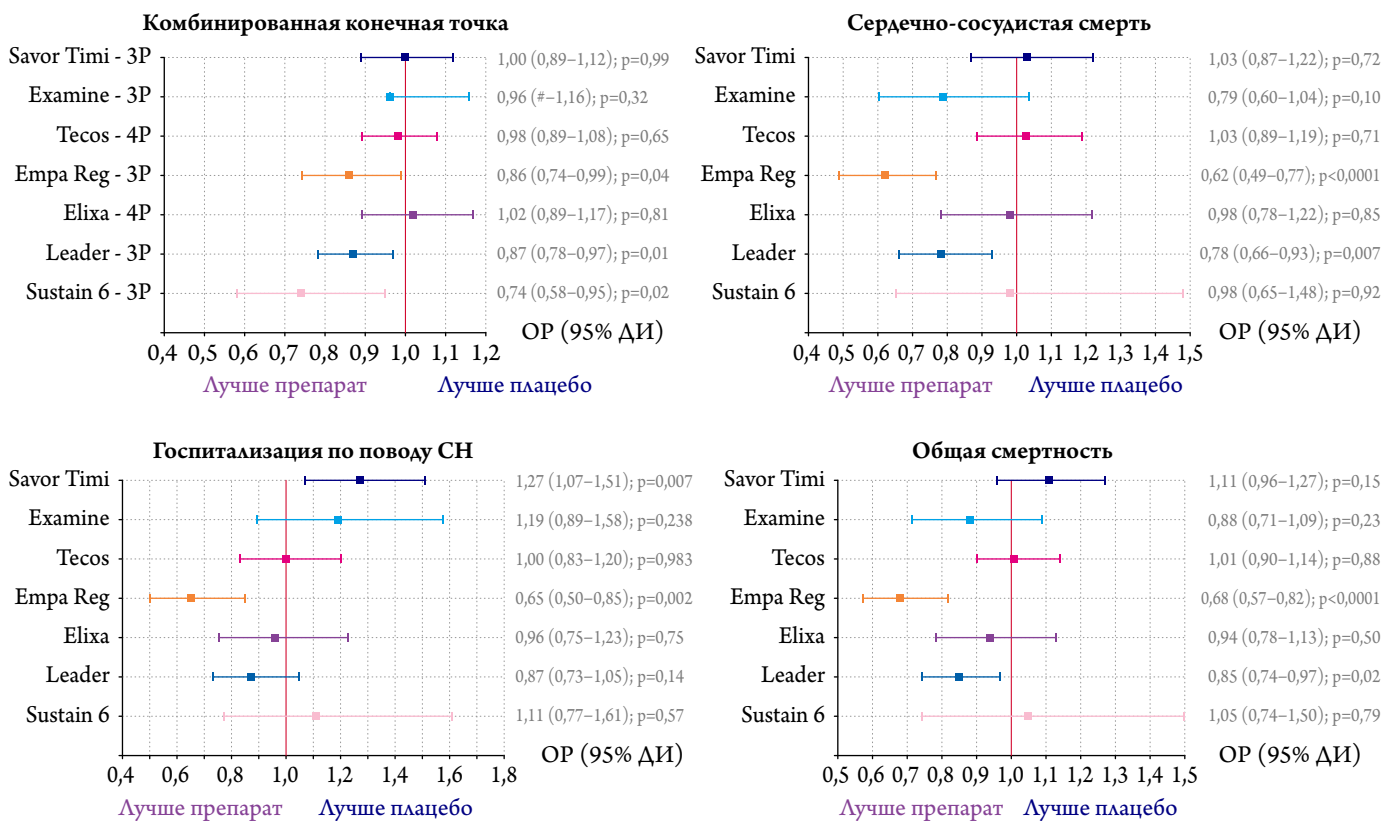 Комбинированная конечная точка
Savor Timi - 3P 1,00 (0,89–1,12); p=0,99
Examine - 3P 0,96 (#–1,16); p=0,32
Tecos - 4P 0,98 (0,89–1,08); p=0,65
Empa Reg - 3P 0,86 (0,74–0,99); p=0,04
Elixa - 4P 1,02 (0,89–1,17); p=0,81
Leader - 3P 0,87 (0,78–0,97); p=0,01
Sustain 6 - 3P 0,74 (0,58–0,95); p=0,02
ОР (95% ДИ)
0,4 0,6 0,7 0,8 0,9 1,0 1,1 1,2
Лучше препарат Лучше плацебо
Сердечно-сосудистая смерть
Savor Timi 1,03 (0,87–1,22); p=0,72
Examine 0,79 (0,60–1,04); p=0,10
Tecos 1,03 (0,89–1,19); p=0,71
Empa Reg 0,62 (0,49–0,77); p<0,0001
Elixa 0,98 (0,78–1,22); p=0,85
Leader 0,78 (0,66–0,93); p=0,007
Sustain 6 0,98 (0,65–1,48); p=0,92
ОР (95% ДИ)
0,4 0,5 0,6 0,7 0,8 0,9 1,0 1,1 1,2 1,3 1,4 1,5
Лучше препарат Лучше плацебо
Госпитализация по поводу СН
Savor Timi 1,27 (1,07–1,51); p=0,007
Examine 1,19 (0,89–1,58); p=0,238
Tecos 1,00 (0,83–1,20); p=0,983
Empa Reg 0,65 (0,50–0,85); p=0,002
Elixa 0,96 (0,75–1,23); p=0,75
Leader 0,87 (0,73–1,05); p=0,14
Sustain 6 1,11 (0,77–1,61); p=0,57
ОР (95% ДИ)
0,4 0,6 0,8 1,0 1,2 1,4 1,6 1,8
Лучше препарат Лучше плацебо
Общая смертность
Savor Timi 1,11 (0,96–1,27); p=0,15
Examine 0,88 (0,71–1,09); p=0,23
Tecos 1,01 (0,90–1,14); p=0,88
Empa Reg 0,68 (0,57–0,82); p<0,0001
Elixa 0,94 (0,78–1,13); p=0,50
Leader 0,85 (0,74–0,97); p=0,02
Sustain 6 1,05 (0,74–1,50); p=0,79
ОР (95% ДИ)
0,5 0,6 0,7 0,8 0,9 1,0 1,1 1,2 1,3 1,4 1,5
Лучше препарат Лучше плацебо